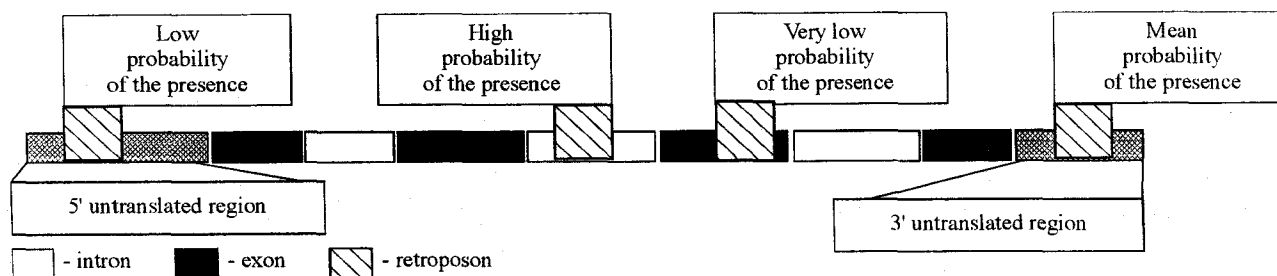 Low
probability
of the presence
High
probability
of the presence
Very low
probability
of the presence
Mean
probability
of the presence
5' untranslated region
3' untranslated region
- intron
- exon
- retroposon